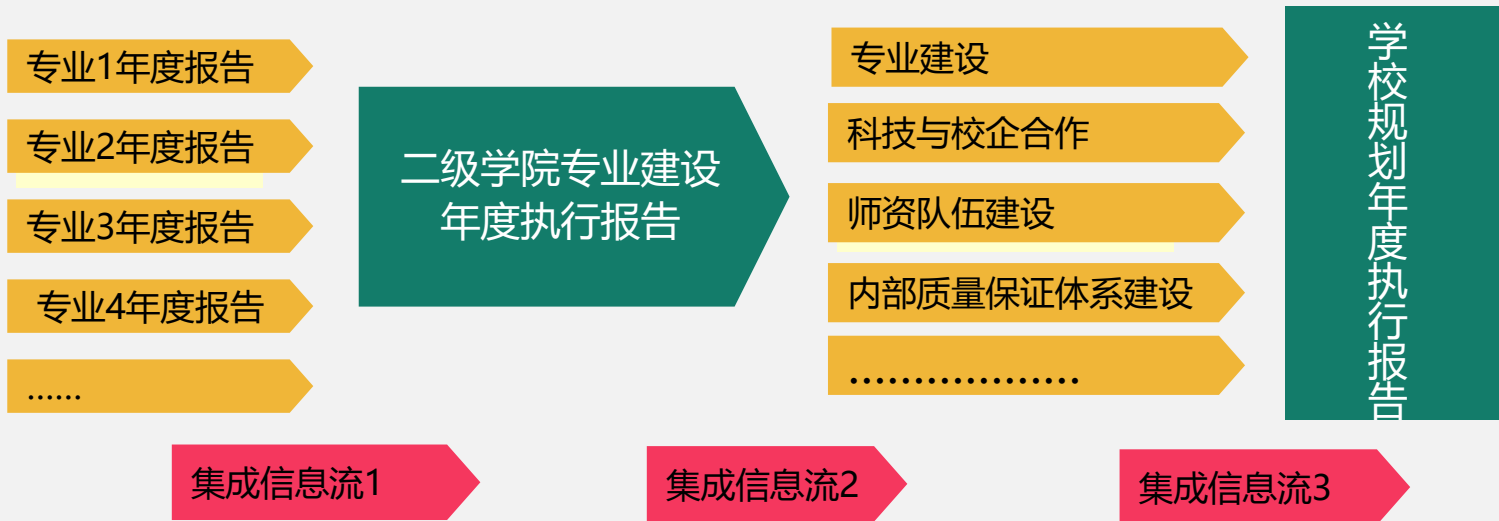 专业1年度报告
专业2年度报告
专业3年度报告
专业4年度报告
......
二级学院专业建设
年度执行报告
专业建设
科技与校企合作
师资队伍建设
内部质量保证体系建设
..................
学校规划年度执行报告
集成信息流1
集成信息流2
集成信息流3